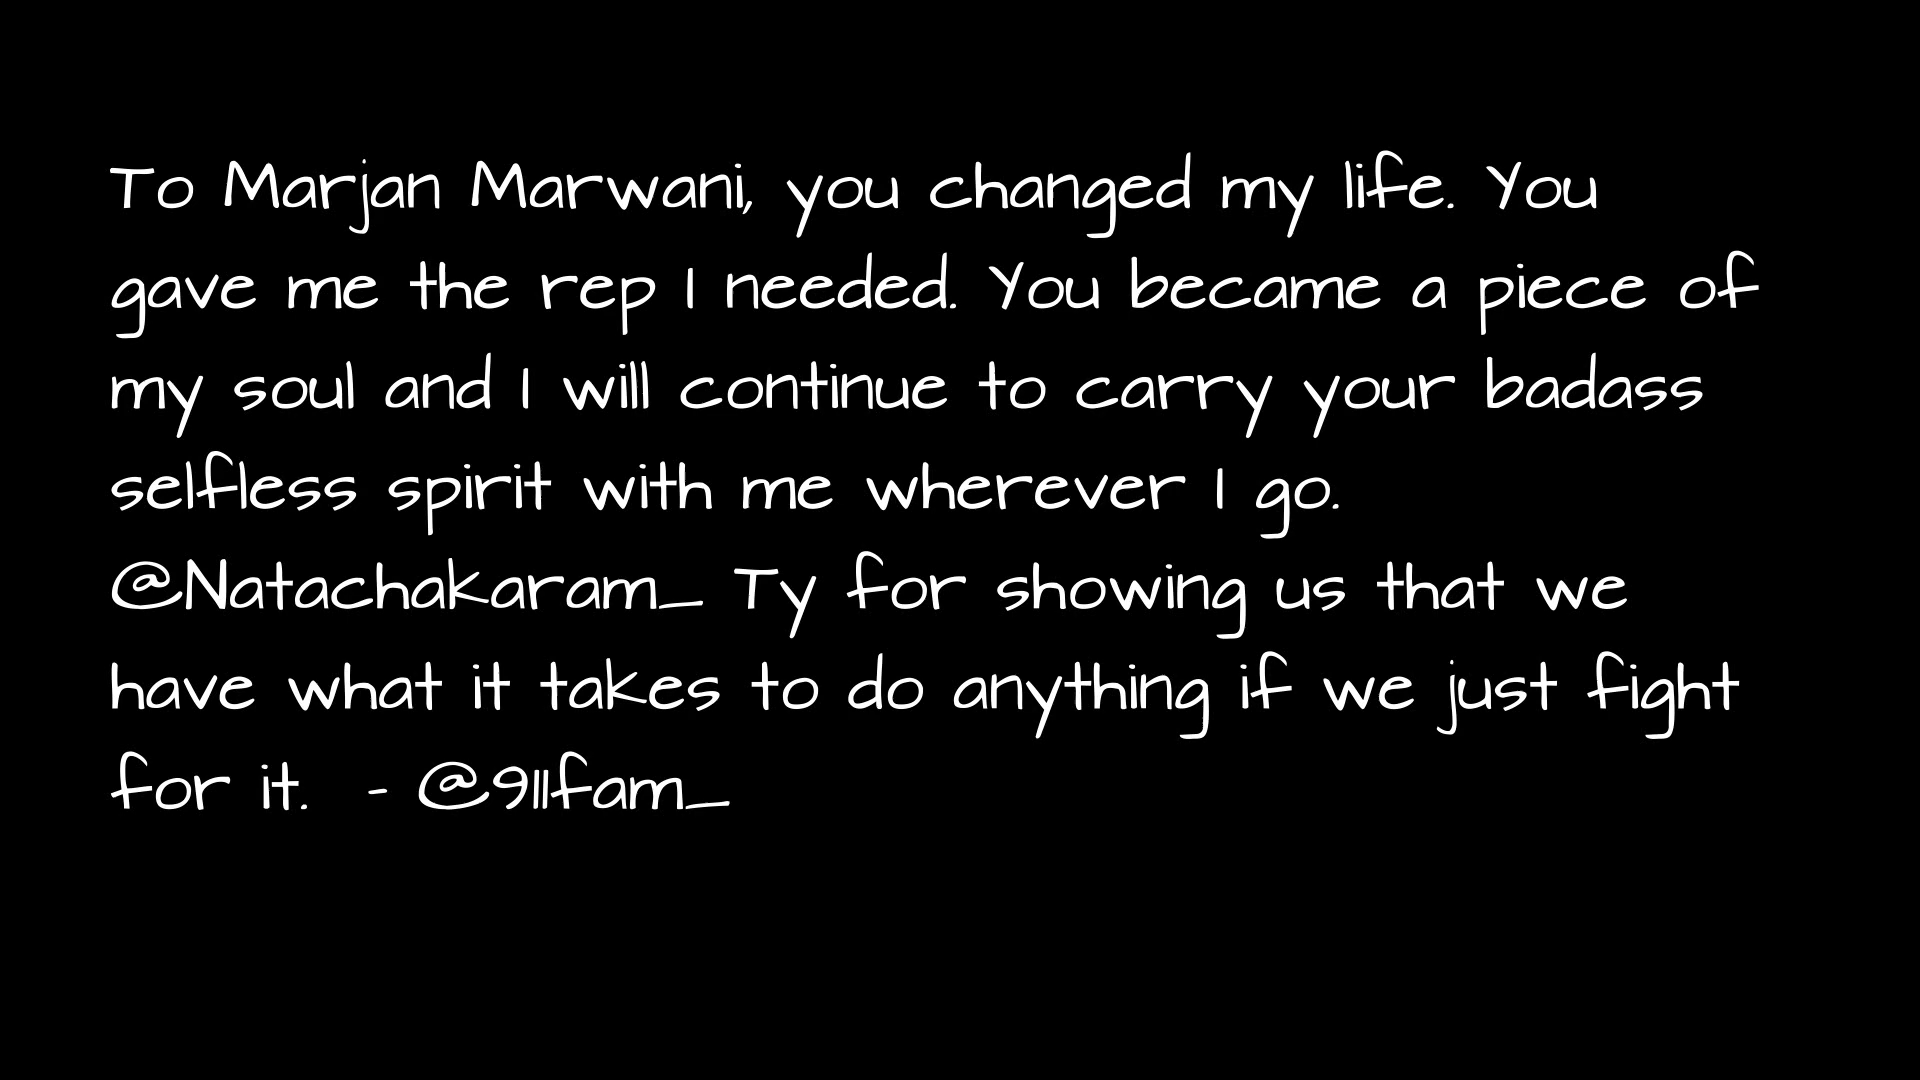 To Marjan Marwani, you changed my life. You
gave me the rep I needed. You became a piece of
my soul and I will continue to carry your badass
selfless spirit with me wherever I go.
@Natachakaram_ Ty for showing us that we
have what it takes to do anything if we just fight
for it.  - @911fam_